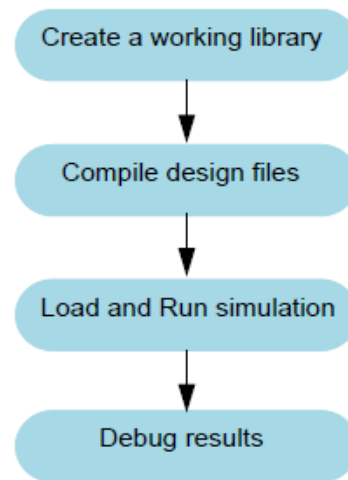 Create a working library
Compile design files
Load and Run simulation
Debug results